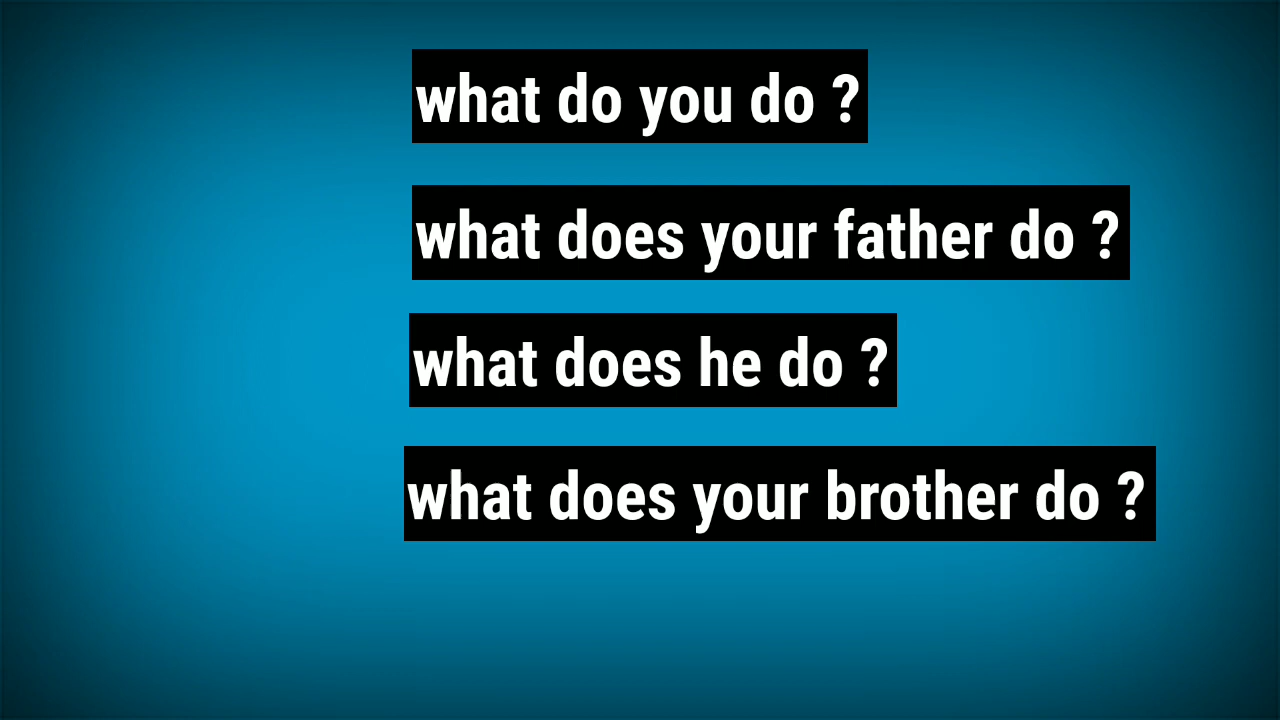 what do you do ?
what does your father do ?
what does he do ?
what does your brother do ?